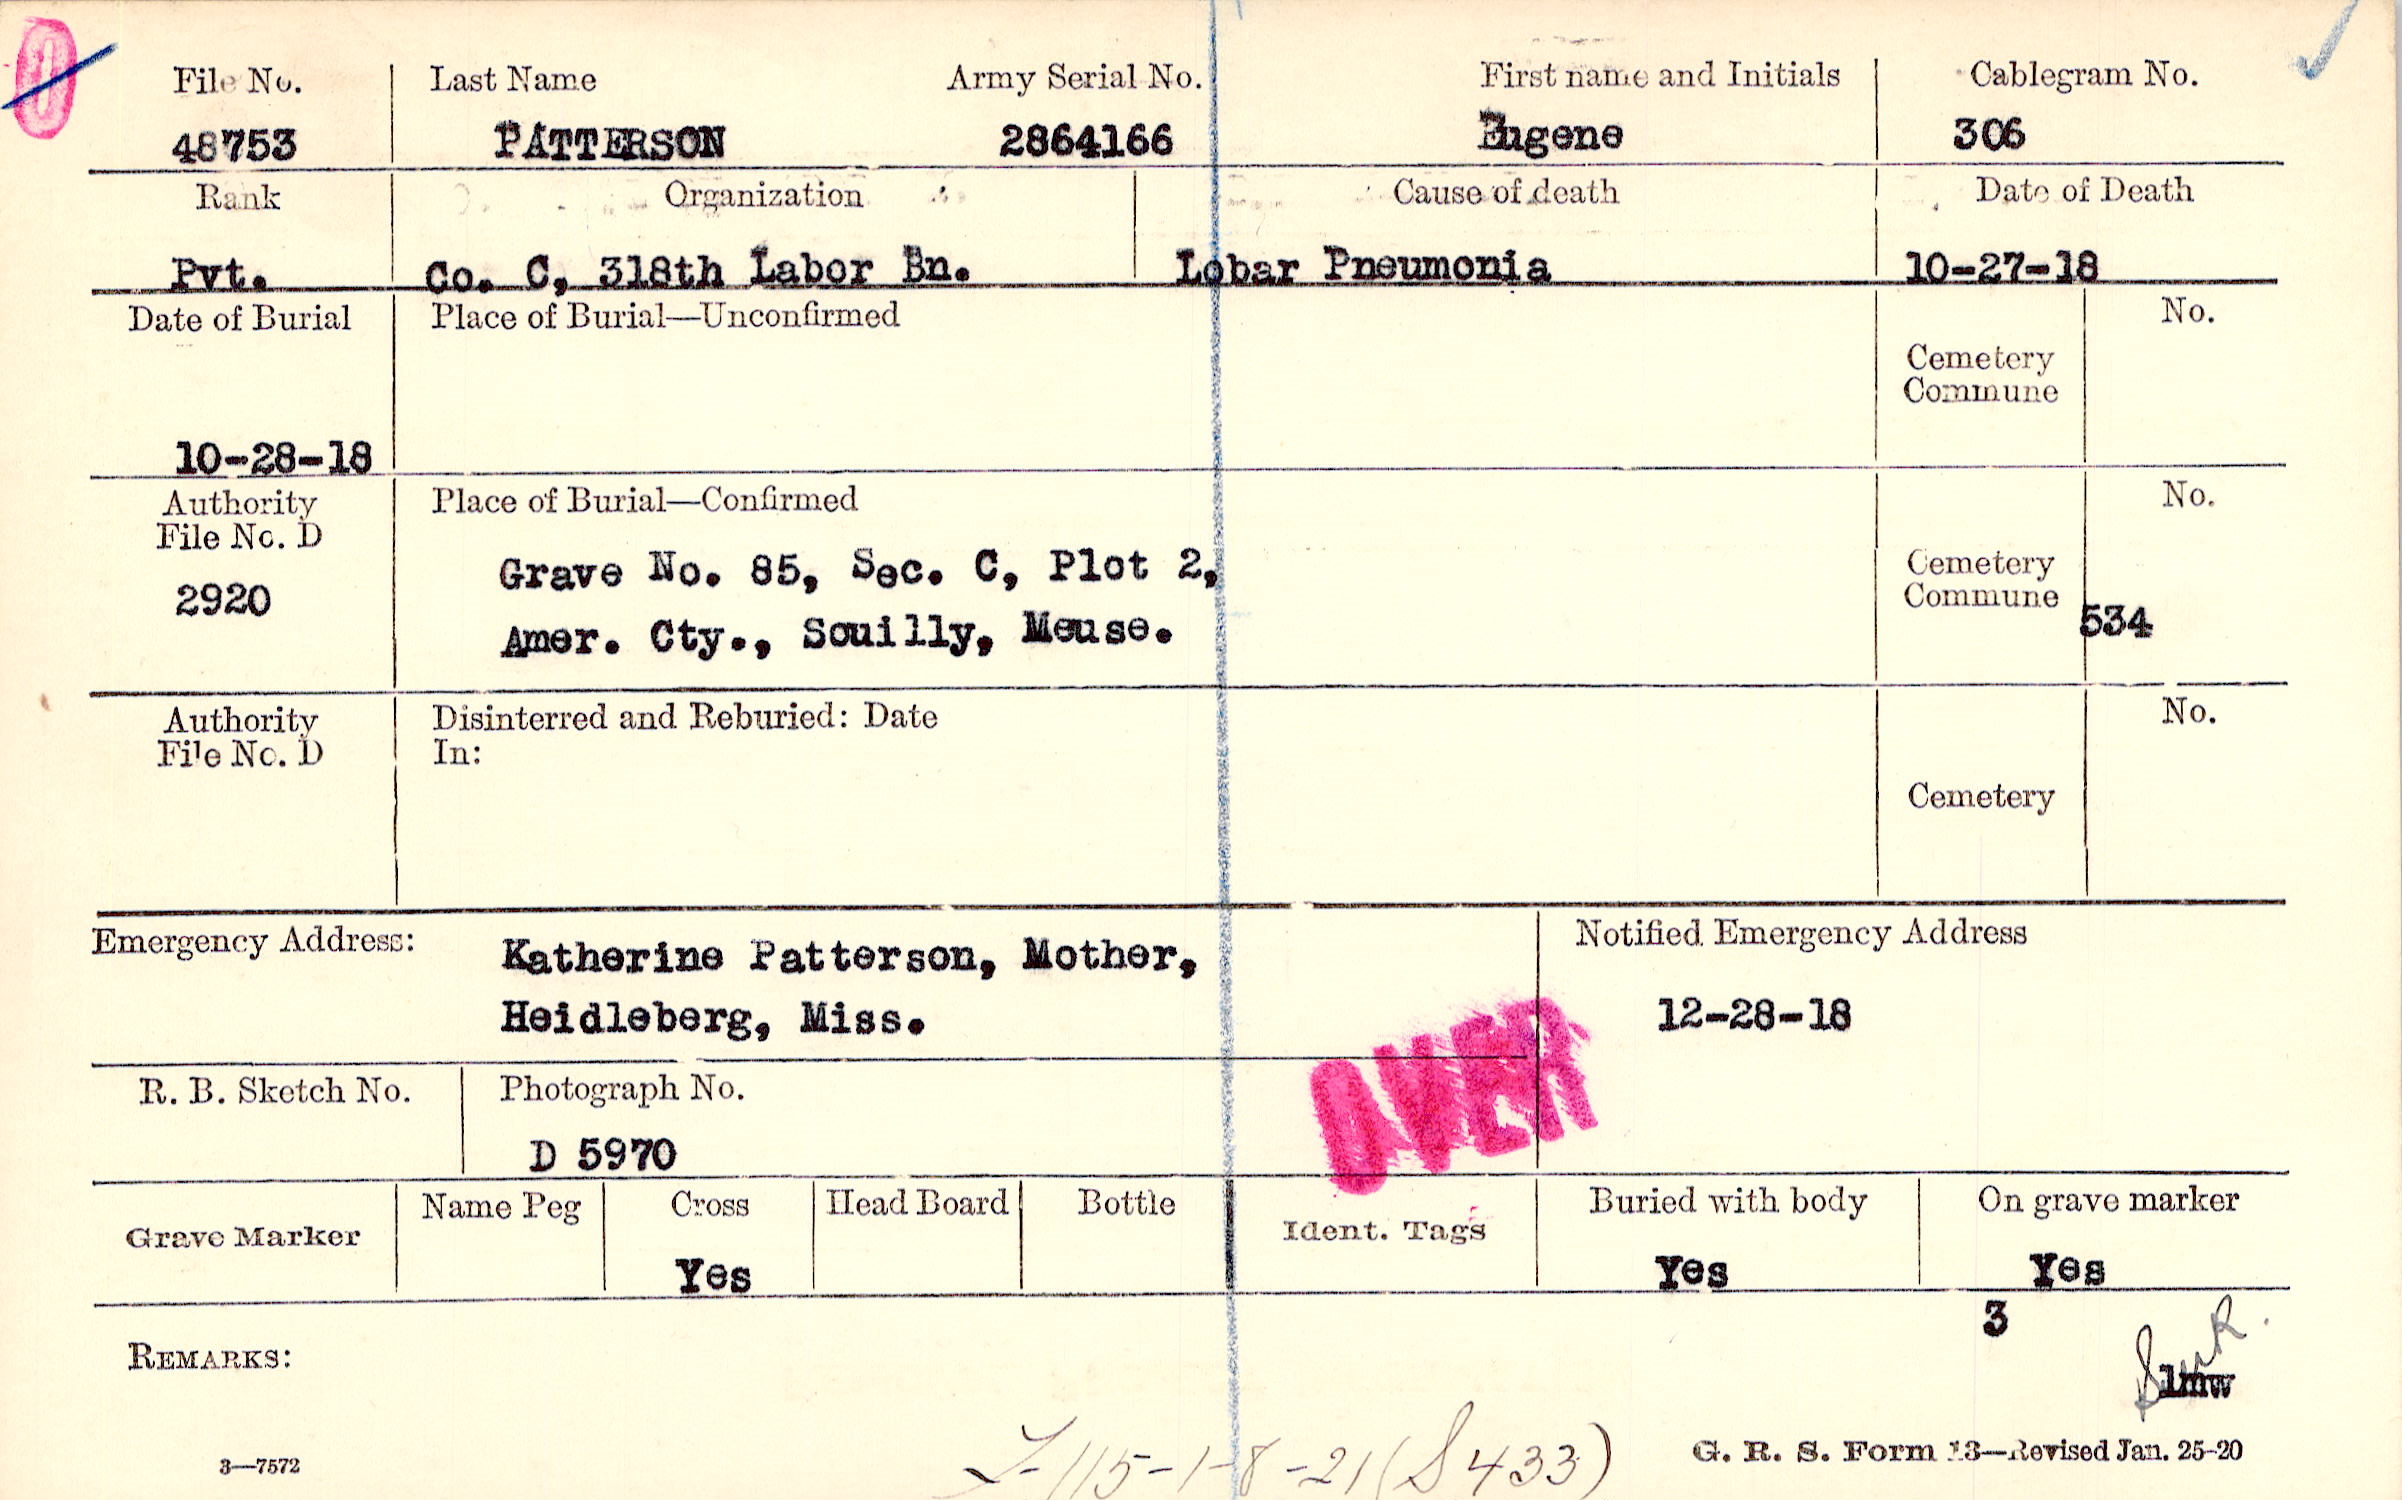 File No. Last Name Army Serial No. First name and Initials Cablegram No.
48753 PATTERSON 2864166 Eugene 306
Rank Organization Cause of death Date of Death
Pvt. Co. C, 318th Labor Bn. Lobar Pneumonia 10-27-18
Date of Burial Place of Burial—Unconfirmed No.
Cemetery
Commune
10-28-18
Authority Place of Burial—Confirmed No.
File No. D
Grave No. 85, Sec. C, Plot 2, Cemetery
2920 Commune 534
Amer. Cty., Souilly, Meuse.
Authority Disinterred and Reburied: Date No.
File No. D In:
Cemetery
Emergency Address: Katherine Patterson, Mother, Notified Emergency Address
Heidleberg, Miss. 12-28-18
OVER
R. B. Sketch No. Photograph No.
D 5970
Grave Marker Name Peg Cross Head Board Bottle Ident. Tags Buried with body On grave marker
Yes Yes Yes
3
REMARKS:
lmw
-115-1-8-21 (S433)
3—7572 G. R. S. Form 13—Revised Jan. 25-20